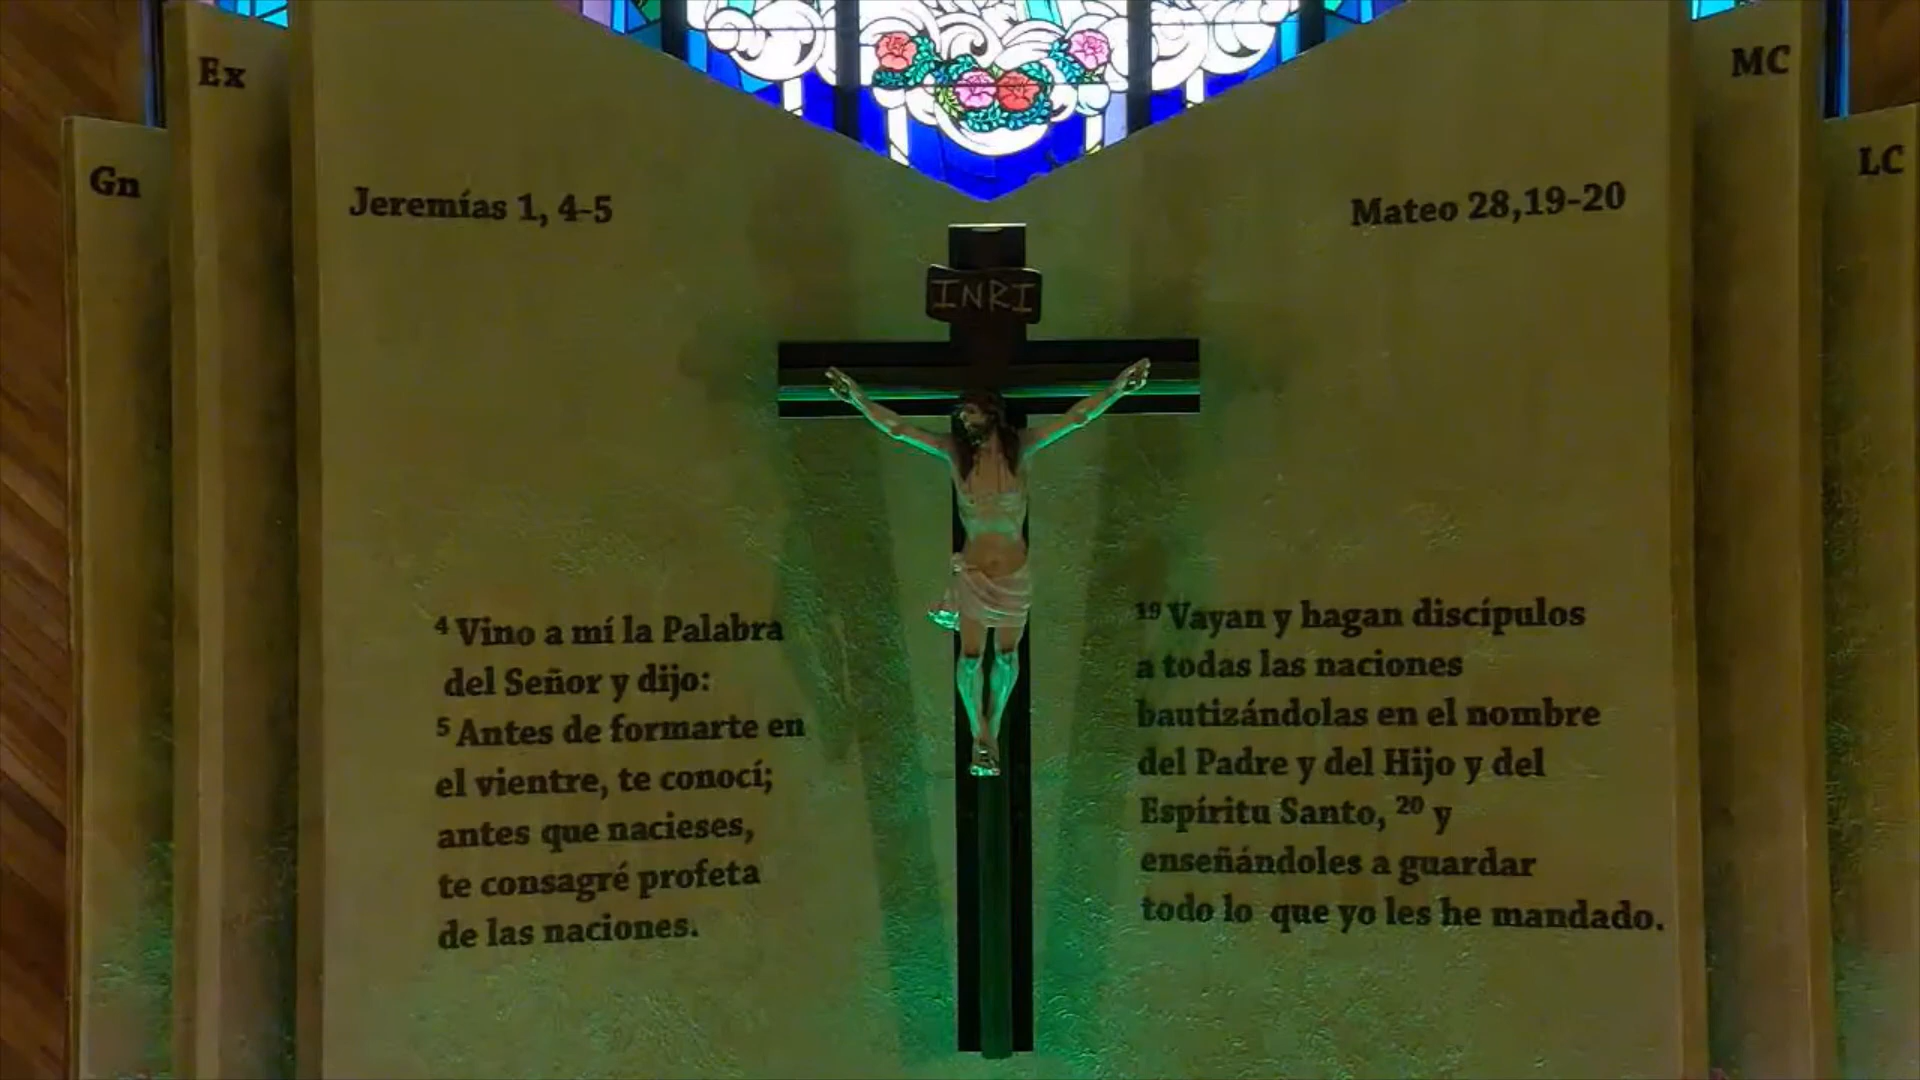 Ex
MC
Gn
LC
Jeremías 1, 4-5
Mateo 28,19-20
INRI
4 Vino a mí la Palabra
del Señor y dijo:
5 Antes de formarte en
el vientre, te conocí;
antes que nacieses,
te consagré profeta
de las naciones.
19 Vayan y hagan discípulos
a todas las naciones
bautizándolas en el nombre
del Padre y del Hijo y del
Espíritu Santo, 20 y
enseñándoles a guardar
todo lo que yo les he mandado.